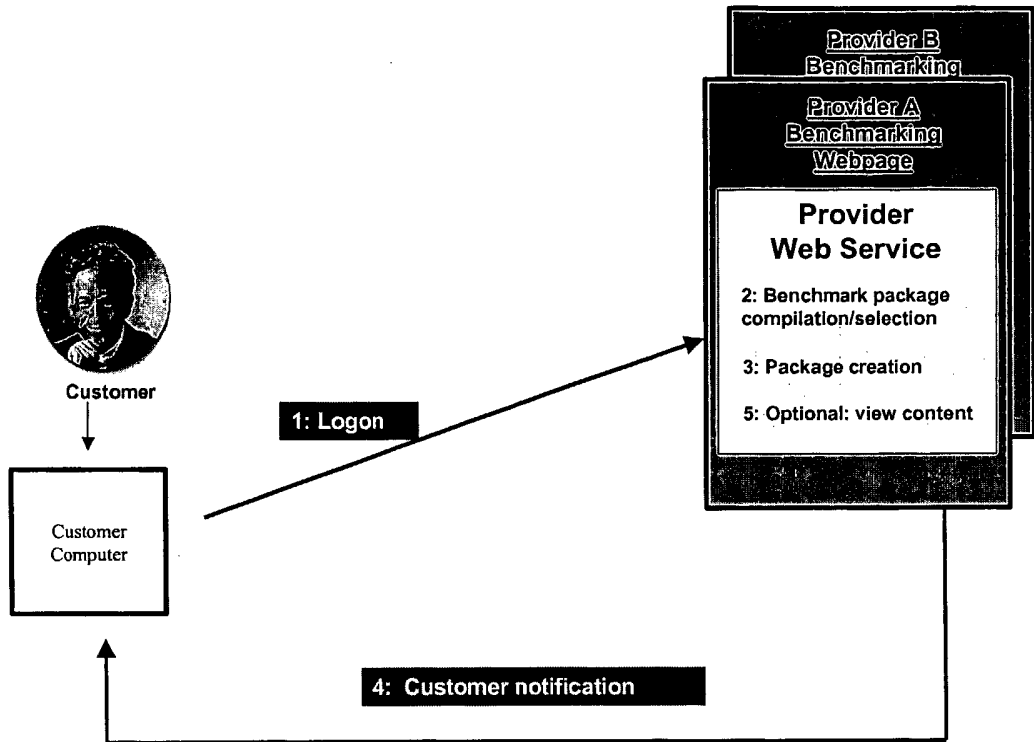 Provider B
Benchmarking
Provider A
Benchmarking
Webpage
Provider
Web Service
2: Benchmark package
compilation/selection
3: Package creation
5: Optional: view content
Customer
1: Logon
Customer
Computer
4: Customer notification